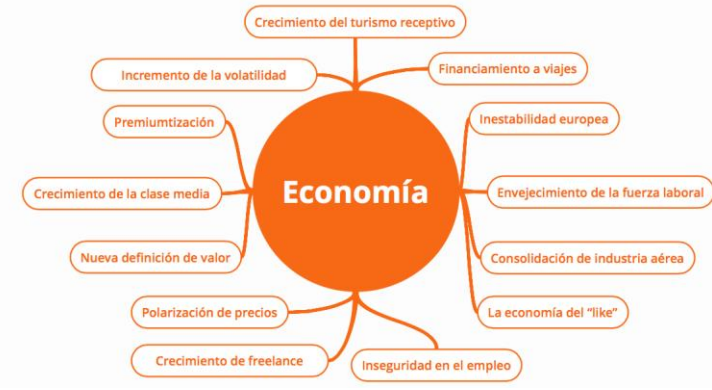 Crecimiento del turismo receptivo
Incremento de la volatilidad
Financiamiento a viajes
Premiumtización
Inestabilidad europea
Economía
Crecimiento de la clase media
Envejecimiento de la fuerza laboral
Nueva definición de valor
Consolidación de industria aérea
Polarización de precios
La economía del “like”
Crecimiento de freelance
Inseguridad en el empleo